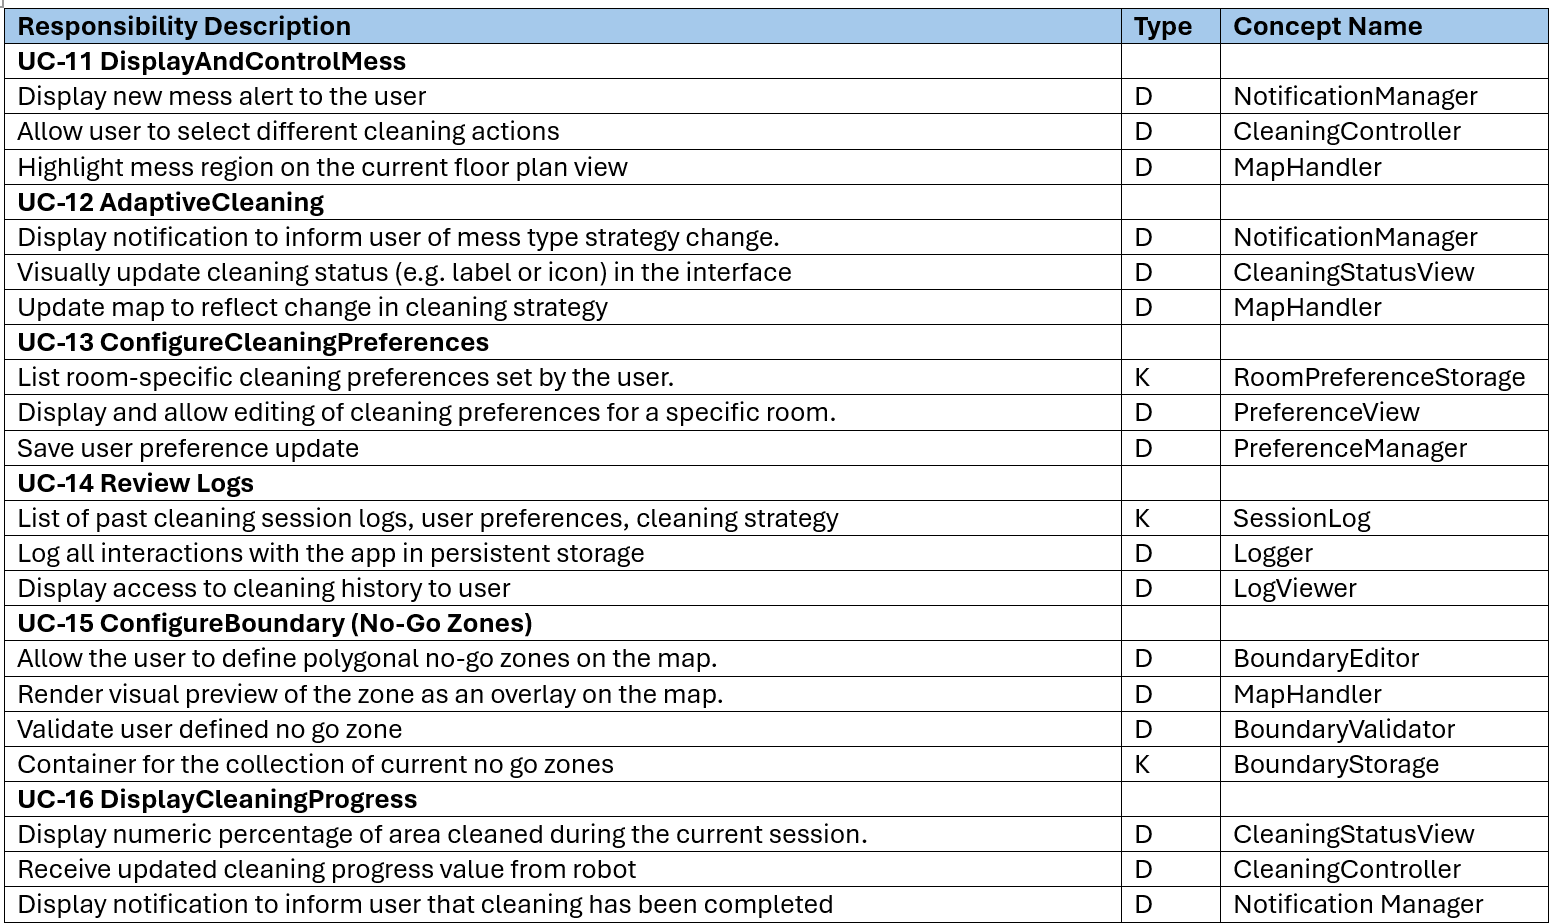 Responsibility Description Type Concept Name
UC-11 DisplayAndControlMess
Display new mess alert to the user D NotificationManager
Allow user to select different cleaning actions D CleaningController
Highlight mess region on the current floor plan view D MapHandler
UC-12 AdaptiveCleaning
Display notification to inform user of mess type strategy change. D NotificationManager
Visually update cleaning status (e.g. label or icon) in the interface D CleaningStatusView
Update map to reflect change in cleaning strategy D MapHandler
UC-13 ConfigureCleaningPreferences
List room-specific cleaning preferences set by the user. K RoomPreferenceStorage
Display and allow editing of cleaning preferences for a specific room. D PreferenceView
Save user preference update D PreferenceManager
UC-14 Review Logs
List of past cleaning session logs, user preferences, cleaning strategy K SessionLog
Log all interactions with the app in persistent storage D Logger
Display access to cleaning history to user D LogViewer
UC-15 ConfigureBoundary (No-Go Zones)
Allow the user to define polygonal no-go zones on the map. D BoundaryEditor
Render visual preview of the zone as an overlay on the map. D MapHandler
Validate user defined no go zone D BoundaryValidator
Container for the collection of current no go zones K BoundaryStorage
UC-16 DisplayCleaningProgress
Display numeric percentage of area cleaned during the current session. D CleaningStatusView
Receive updated cleaning progress value from robot D CleaningController
Display notification to inform user that cleaning has been completed D Notification Manager